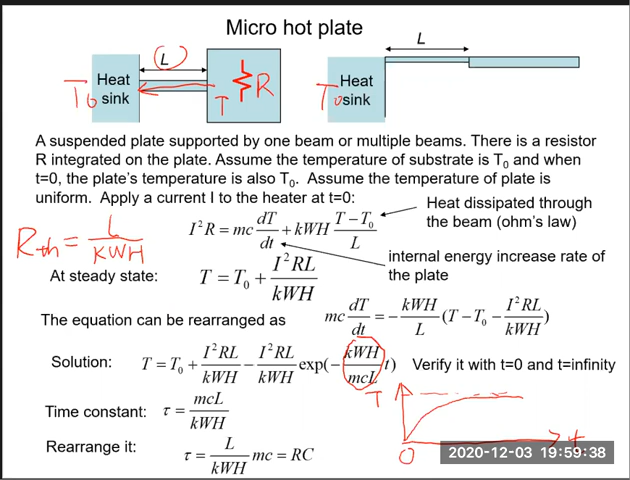 Micro hot plate
L
Heat
sink
T0
T
R
L
Heat
sink
T0
A suspended plate supported by one beam or multiple beams. There is a resistor
R integrated on the plate. Assume the temperature of substrate is T₀ and when
t=0, the plate's temperature is also T₀. Assume the temperature of plate is
uniform. Apply a current I to the heater at t=0:
Rth = L/KWH
I²R = mc dT/dt + kWH (T − T₀)/L
Heat dissipated through
the beam (ohm's law)
internal energy increase rate of
the plate
At steady state:
T = T₀ + I²RL/kWH
The equation can be rearranged as
mc dT/dt = − kWH/L (T − T₀ − I²RL/kWH)
Solution:
T = T₀ + I²RL/kWH − I²RL/kWH exp(− kWH/mcL t)
Verify it with t=0 and t=infinity
Time constant:
τ = mcL/kWH
Rearrange it:
τ = L/kWH mc = RC
T
0
t
2020-12-03 19:59:38